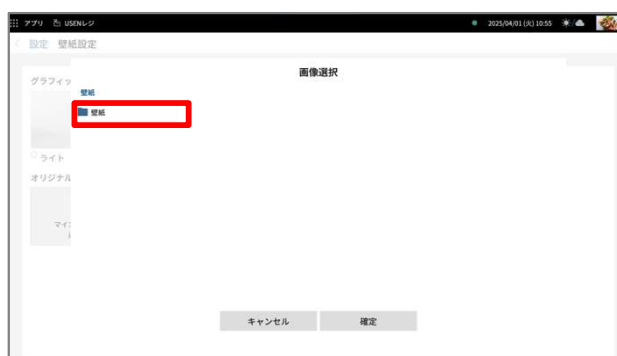 アプリ USENレジ 2025/04/01 (火) 10:55
設定 壁紙設定
画像選択
グラフィッ
壁紙
壁紙
ライト
オリジナル
マイコ
キャンセル 確定